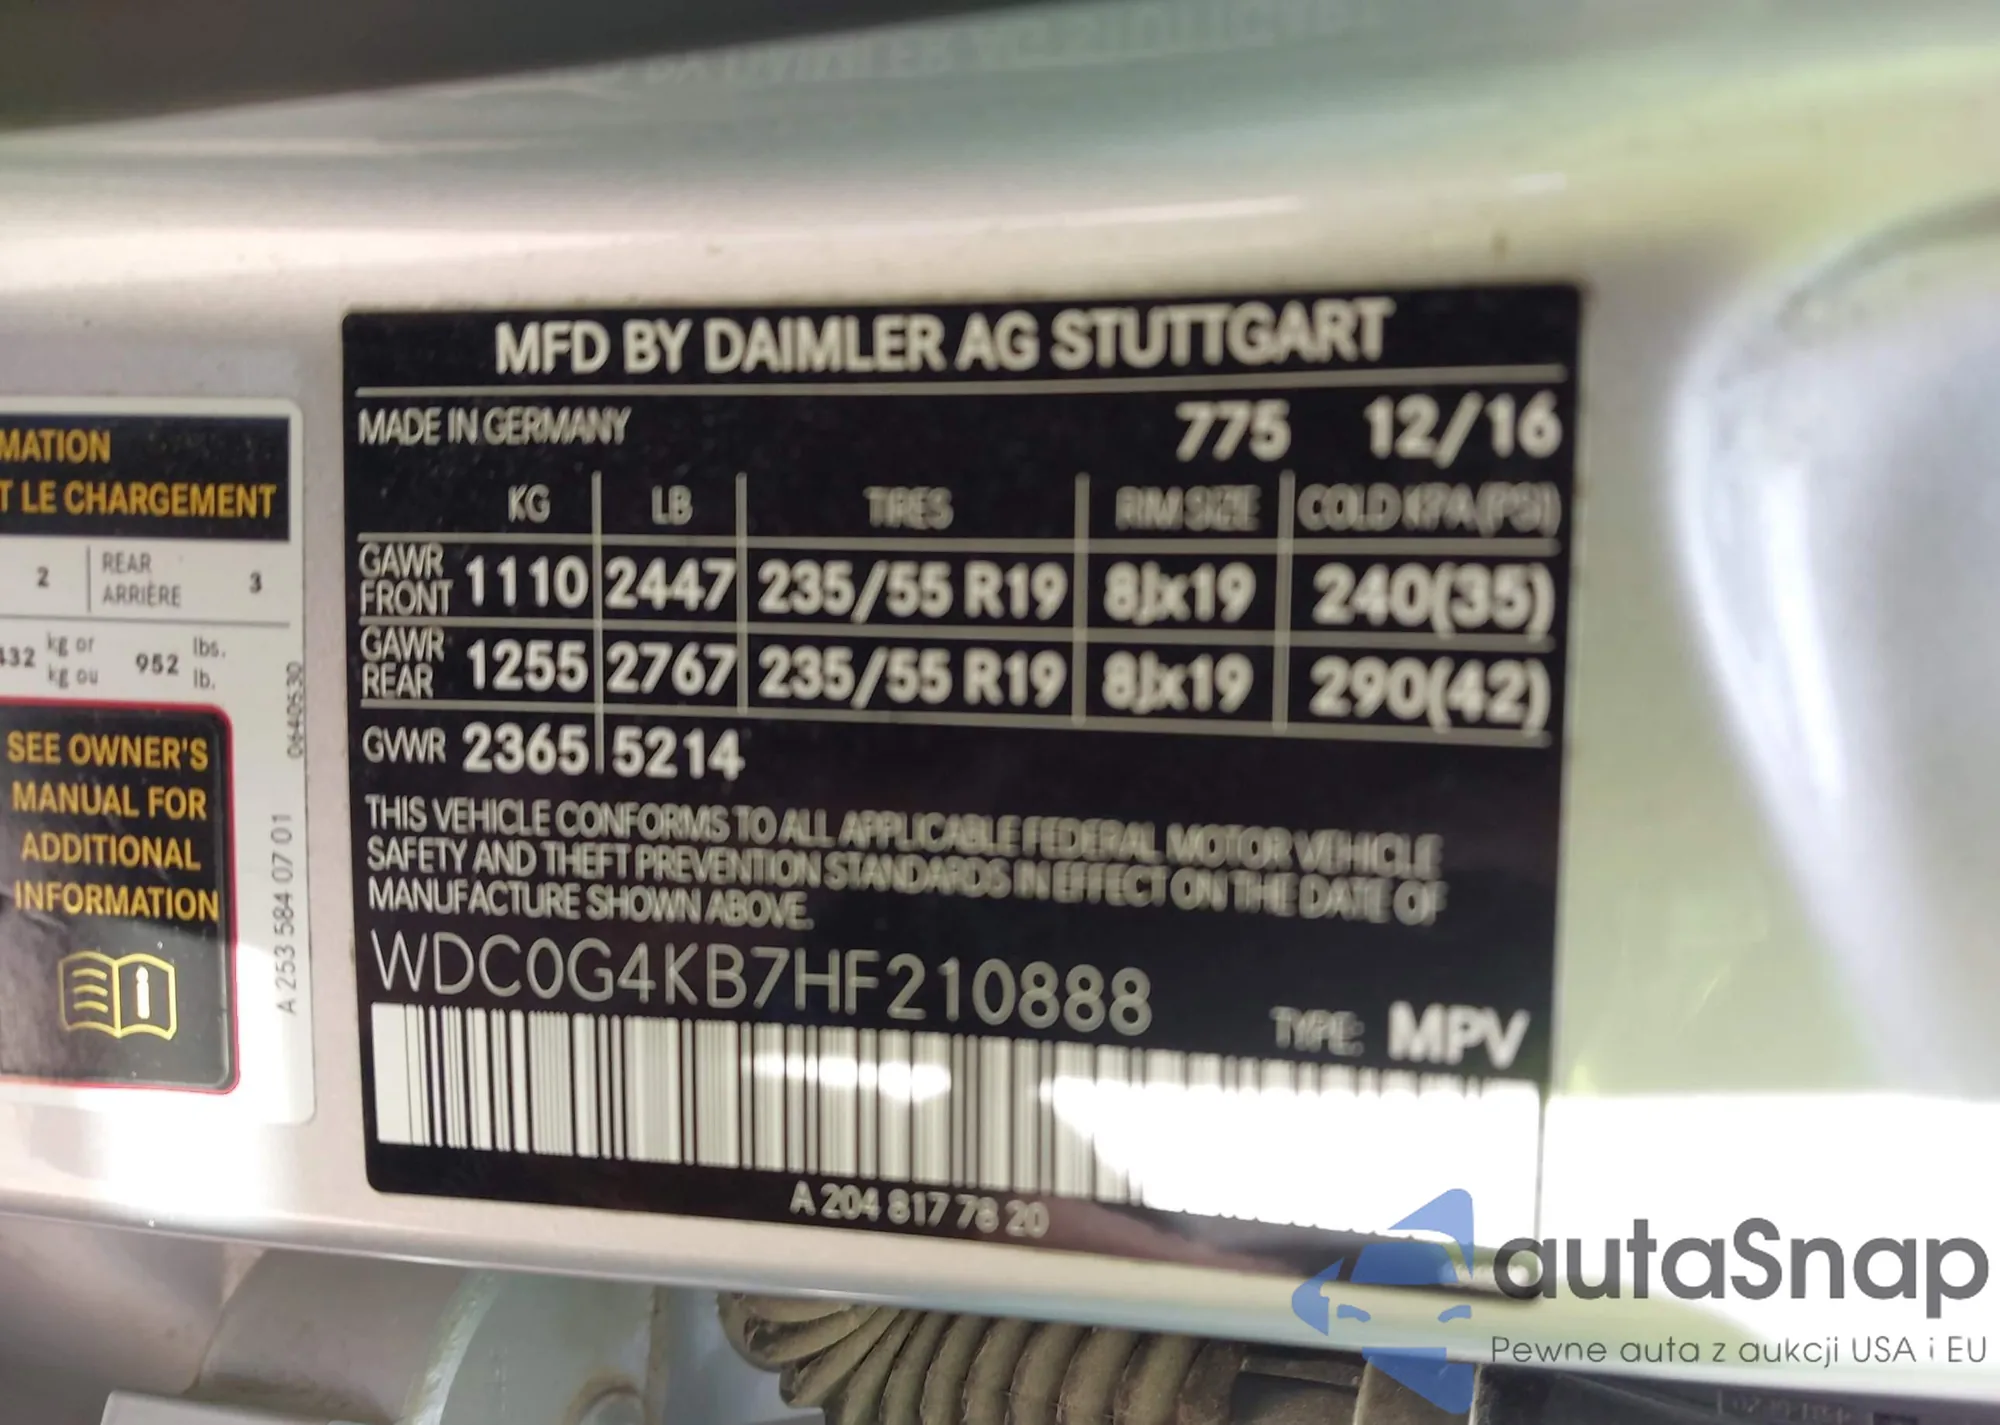 MFD BY DAIMLER AG STUTTGART
MADE IN GERMANY 775 12/16
KG LB TIRES RIM SIZE COLD KPA (PSI)
GAWR FRONT 1110 2447 235/55 R19 8Jx19 240(35)
GAWR REAR 1255 2767 235/55 R19 8Jx19 290(42)
GVWR 2365 5214
THIS VEHICLE CONFORMS TO ALL APPLICABLE FEDERAL MOTOR VEHICLE
SAFETY AND THEFT PREVENTION STANDARDS IN EFFECT ON THE DATE OF
MANUFACTURE SHOWN ABOVE.
WDC0G4KB7HF210888
TYPE: MPV
A 204 817 78 20
MATION
T LE CHARGEMENT
2 REAR ARRIÈRE 3
432 kg or kg ou 952 lbs. lb.
SEE OWNER'S
MANUAL FOR
ADDITIONAL
INFORMATION
A 253 584 07 01
0640630
autaSnap
Pewne auta z aukcji USA i EU